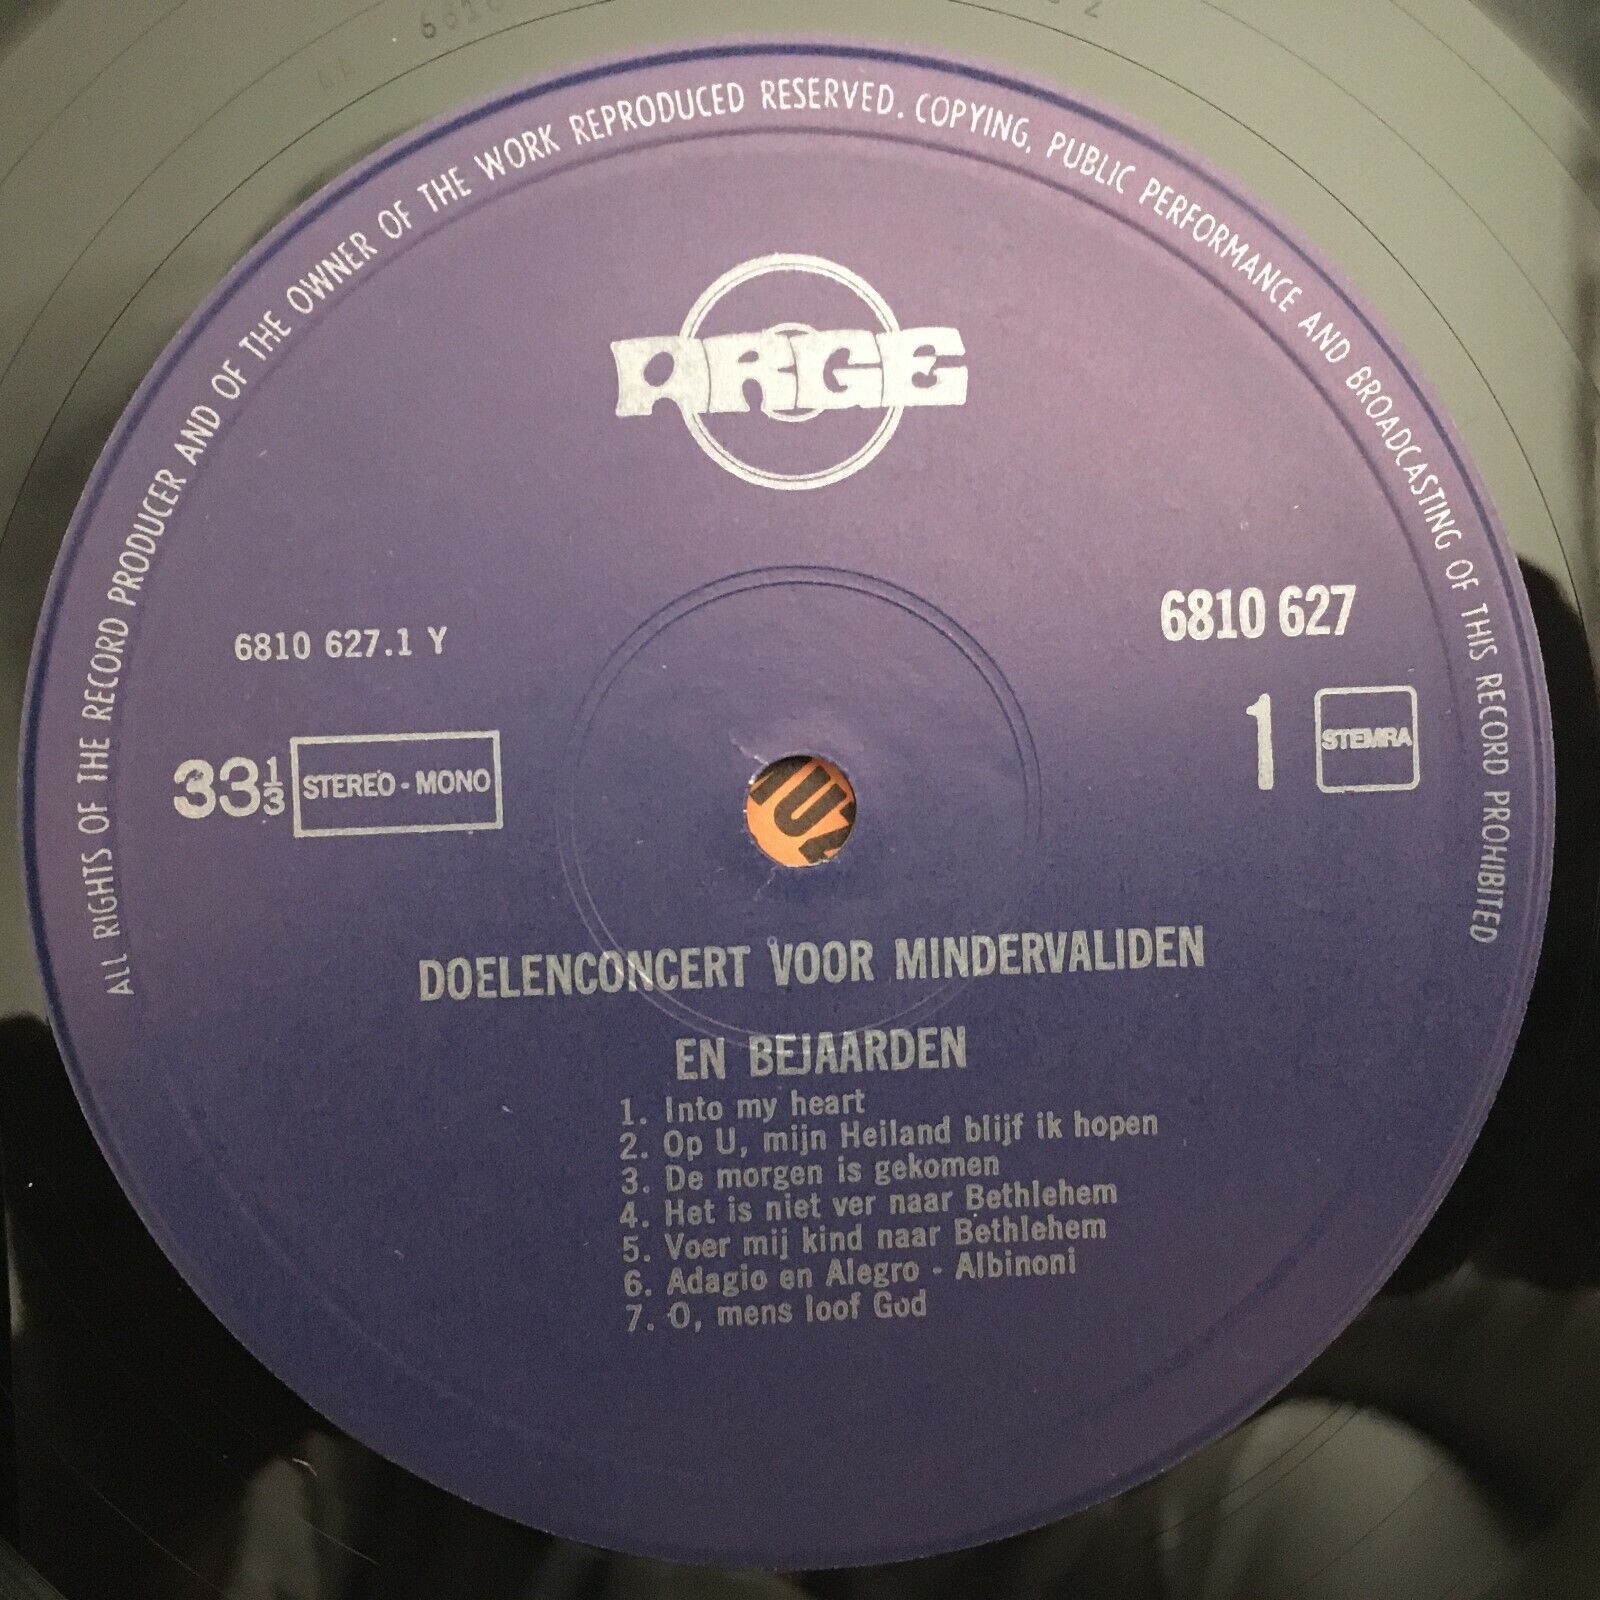 ALL RIGHTS OF THE RECORD PRODUCER AND OF THE OWNER OF THE WORK REPRODUCED RESERVED. COPYING, PUBLIC PERFORMANCE AND BROADCASTING OF THIS RECORD PROHIBITED
ARGE
6810 627.1 Y
6810 627
33⅓
STEREO - MONO
1
STEMRA
DOELENCONCERT VOOR MINDERVALIDEN
EN BEJAARDEN
1. Into my heart
2. Op U, mijn Heiland blijf ik hopen
3. De morgen is gekomen
4. Het is niet ver naar Bethlehem
5. Voer mij kind naar Bethlehem
6. Adagio en Alegro - Albinoni
7. O, mens loof God